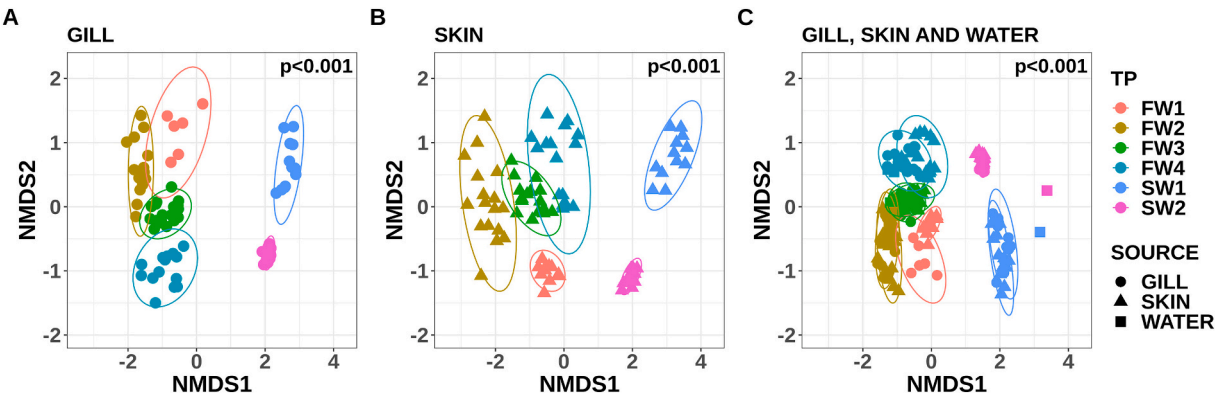 A
GILL
p<0.001
2
1
0
-1
-2
NMDS2
-2
0
2
4
NMDS1
B
SKIN
p<0.001
2
1
0
-1
-2
NMDS2
-2
0
2
4
NMDS1
C
GILL, SKIN AND WATER
p<0.001
2
1
0
-1
-2
-2
0
2
4
NMDS1
TP
FW1
FW2
FW3
FW4
SW1
SW2
SOURCE
GILL
SKIN
WATER